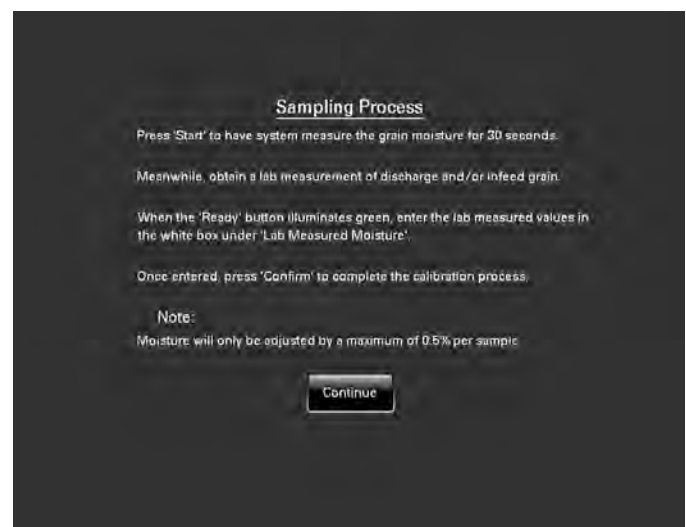 Sampling Process
Press 'Start' to have system measure the grain moisture for 30 seconds.
Meanwhile, obtain a lab measurement of discharge and/or infeed grain.
When the 'Ready' button illuminates green, enter the lab measured values in
the white box under 'Lab Measured Moisture'.
Once entered, press 'Confirm' to complete the calibration process.
Note:
Moisture will only be adjusted by a maximum of 0.5% per sample
Continue